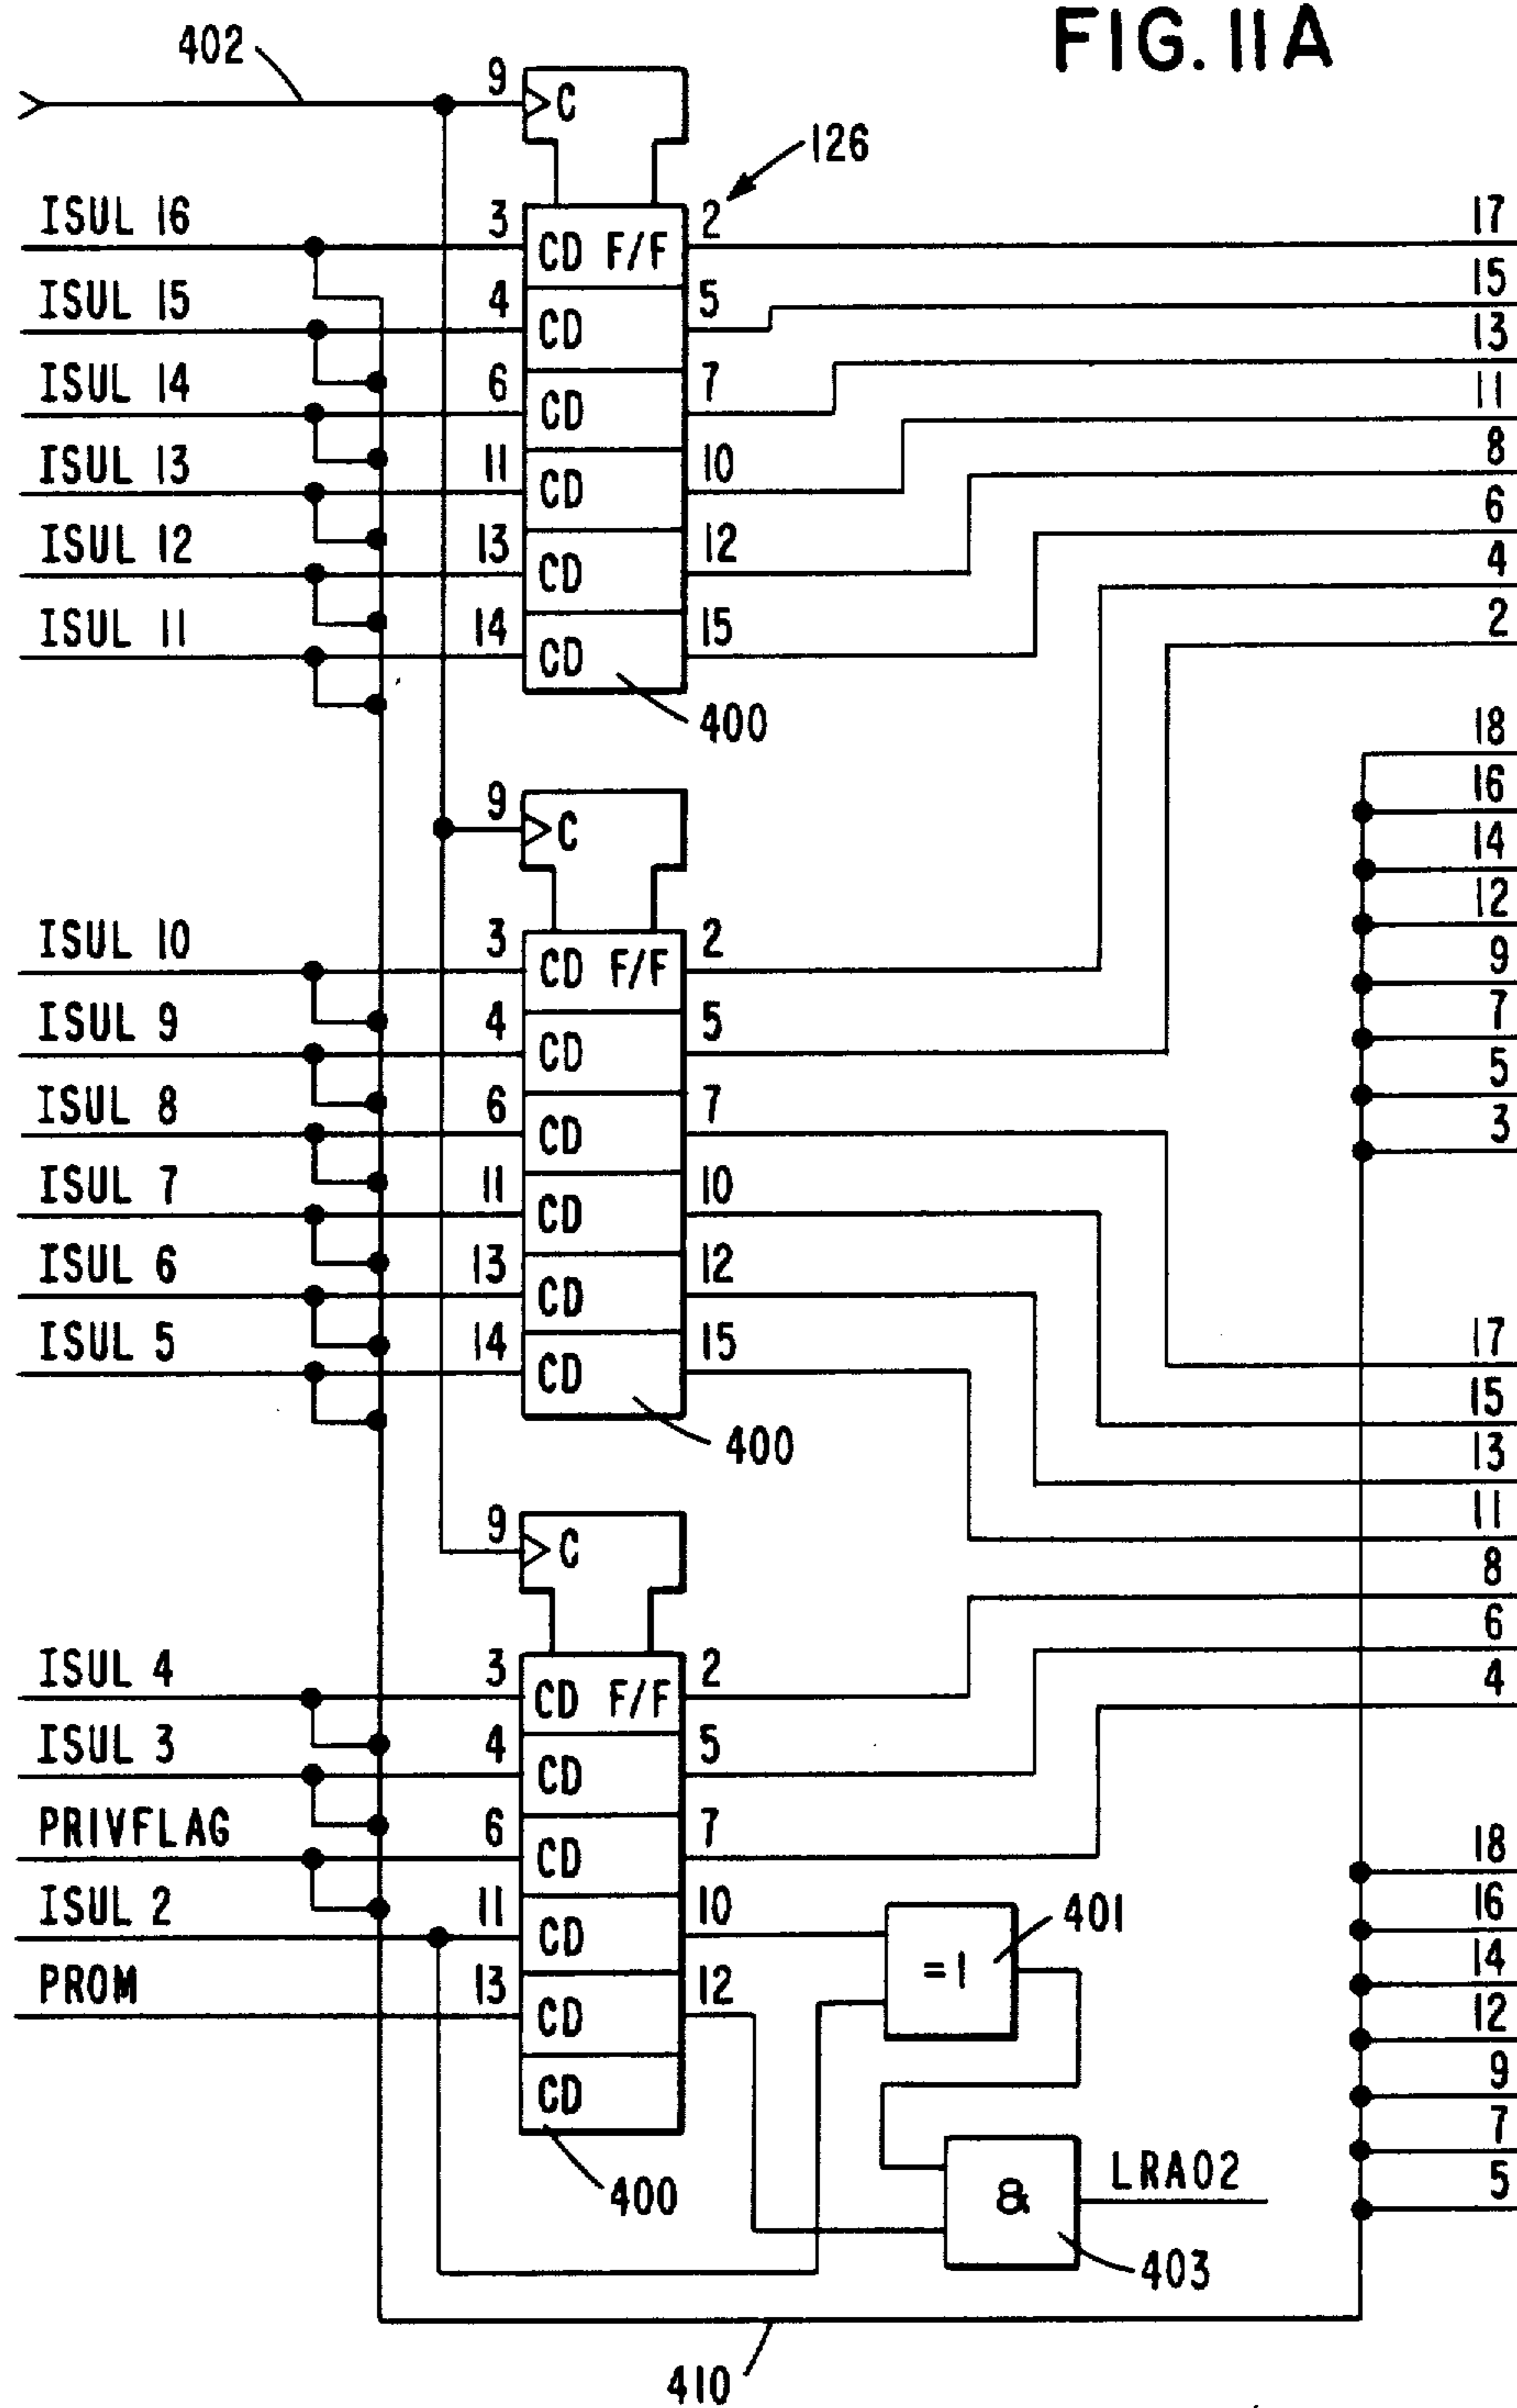 FIG. 11A
402
9 C
126
ISUL 16 3 CD F/F 2 17
ISUL 15 4 CD 5 15
ISUL 14 6 CD 7 13
ISUL 13 11 CD 10 11
ISUL 12 13 CD 12 8
ISUL 11 14 CD 15 6
4
2
400
18
9 C
16
14
12
ISUL 10 3 CD F/F 2 9
ISUL 9 4 CD 5 7
ISUL 8 6 CD 7 5
3
ISUL 7 11 CD 10
ISUL 6 13 CD 12
ISUL 5 14 CD 15 17
15
400
13
9 C 11
8
ISUL 4 3 CD F/F 2 6
4
ISUL 3 4 CD 5
PRIVFLAG 6 CD 7 18
ISUL 2 11 CD 10 =1 401 16
14
PROM 13 CD 12 12
CD 9
7
400 & LRA02 5
403
410